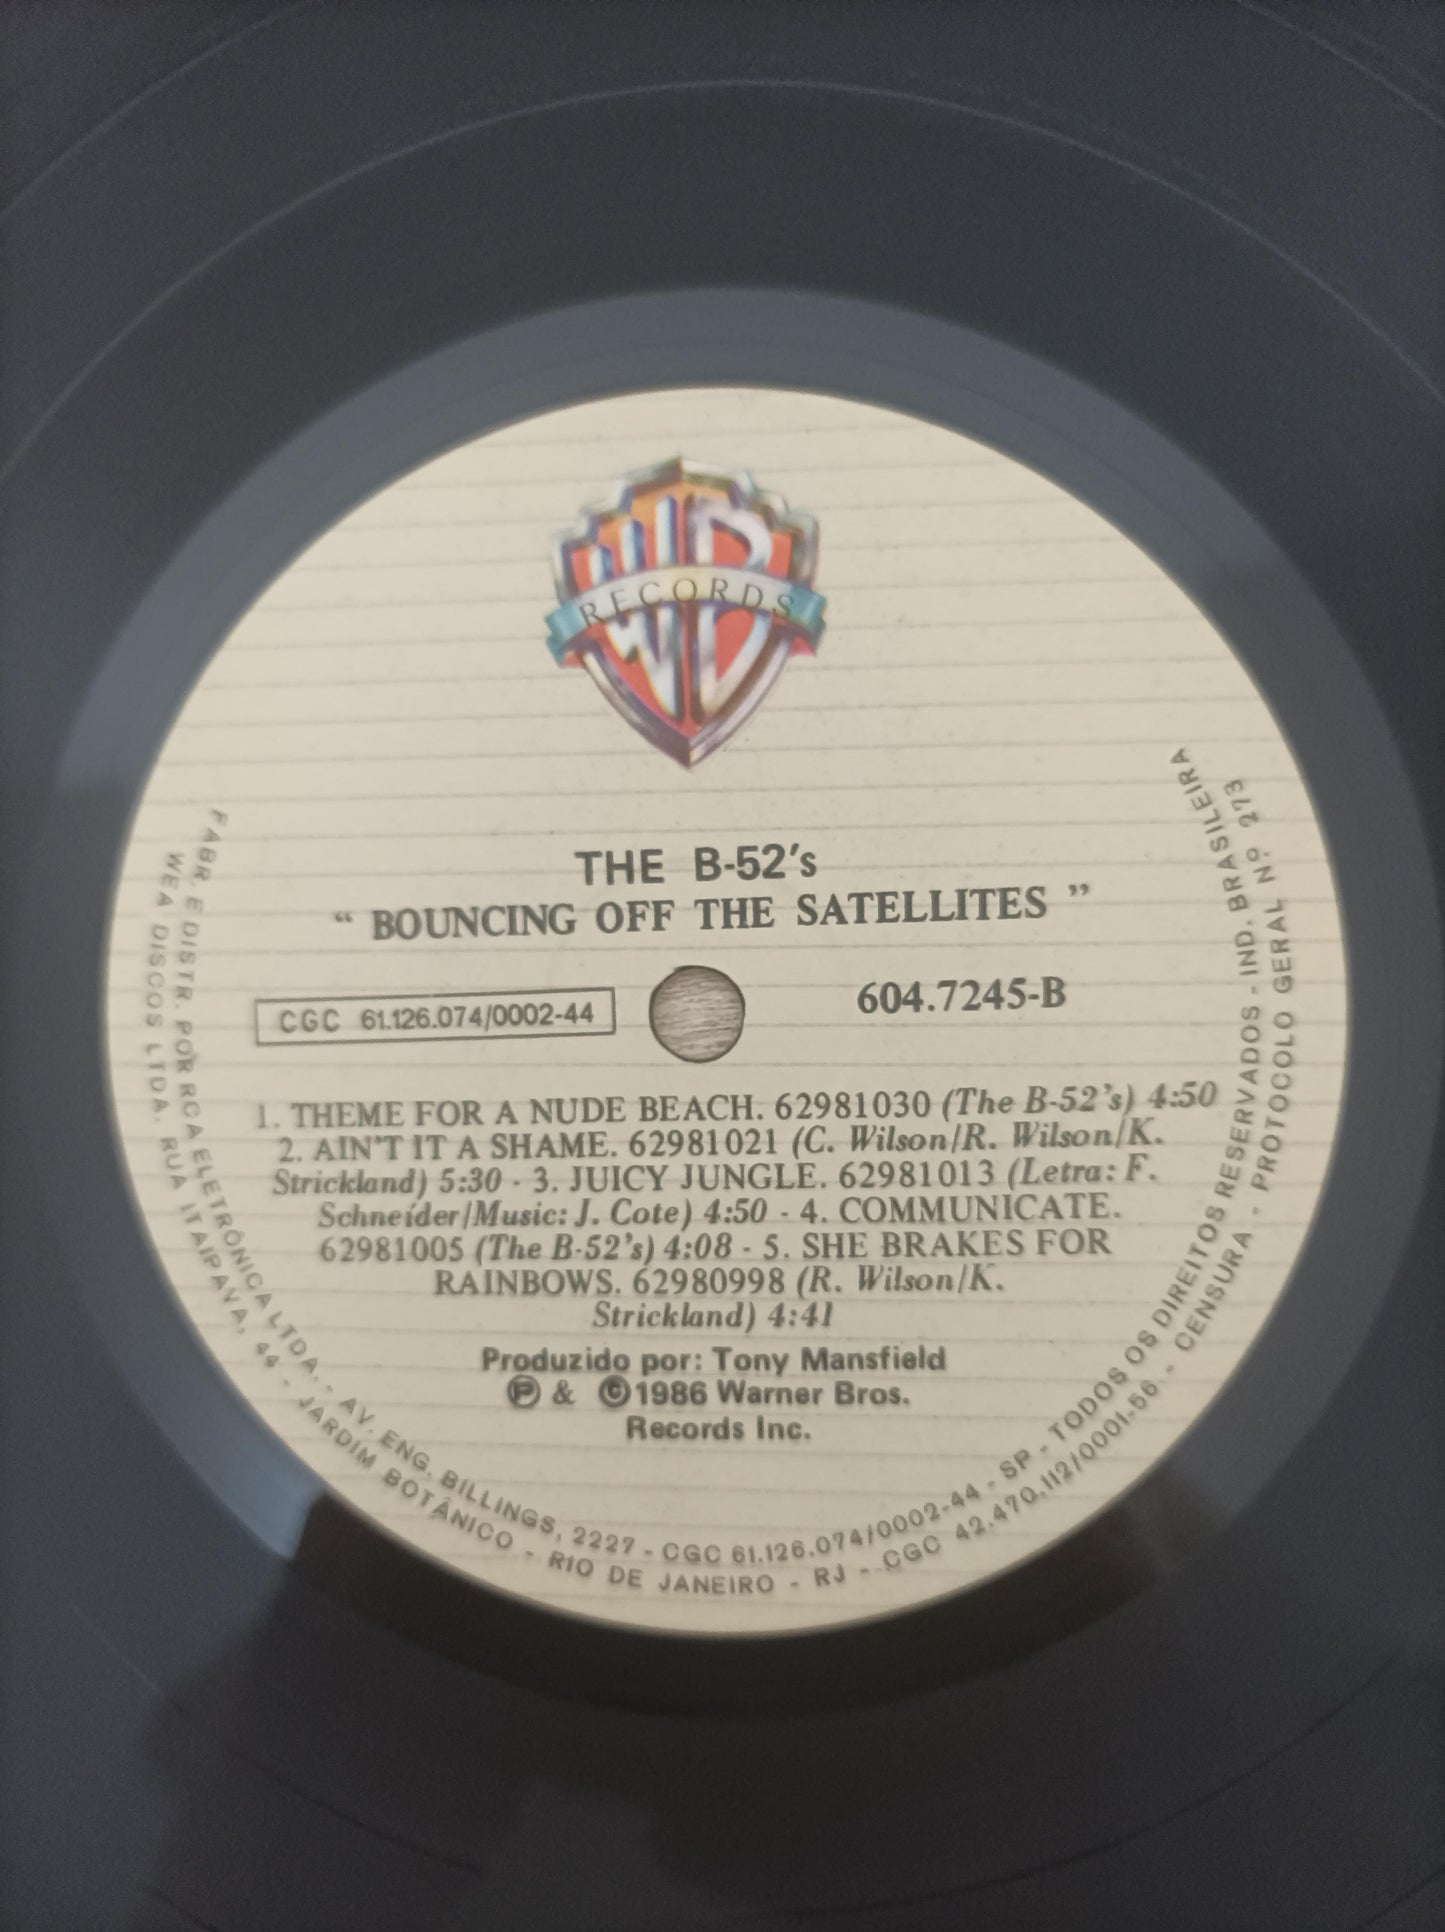 WB
RECORDS
THE B-52's
“ BOUNCING OFF THE SATELLITES ”
CGC 61.126.074/0002-44
604.7245-B
1. THEME FOR A NUDE BEACH. 62981030 (The B-52's) 4:50
2. AIN'T IT A SHAME. 62981021 (C. Wilson/R. Wilson/K.
Strickland) 5:30 - 3. JUICY JUNGLE. 62981013 (Letra: F.
Schneider/Music: J. Cote) 4:50 - 4. COMMUNICATE.
62981005 (The B-52's) 4:08 - 5. SHE BRAKES FOR
RAINBOWS. 62980998 (R. Wilson/K.
Strickland) 4:41
Produzido por: Tony Mansfield
℗ & ©1986 Warner Bros.
Records Inc.
FABR. E DISTR. POR RCA ELETRÔNICA LTDA. - AV. ENG. BILLINGS, 2227 - CGC 61.126.074/0002-44 - SP - TODOS OS DIREITOS RESERVADOS - IND. BRASILEIRA
WEA DISCOS LTDA. RUA ITAIPAVA, 44 - JARDIM BOTÂNICO - RIO DE JANEIRO - RJ - CGC 42.470.112/0001-56 - CENSURA - PROTOCOLO GERAL Nº 273